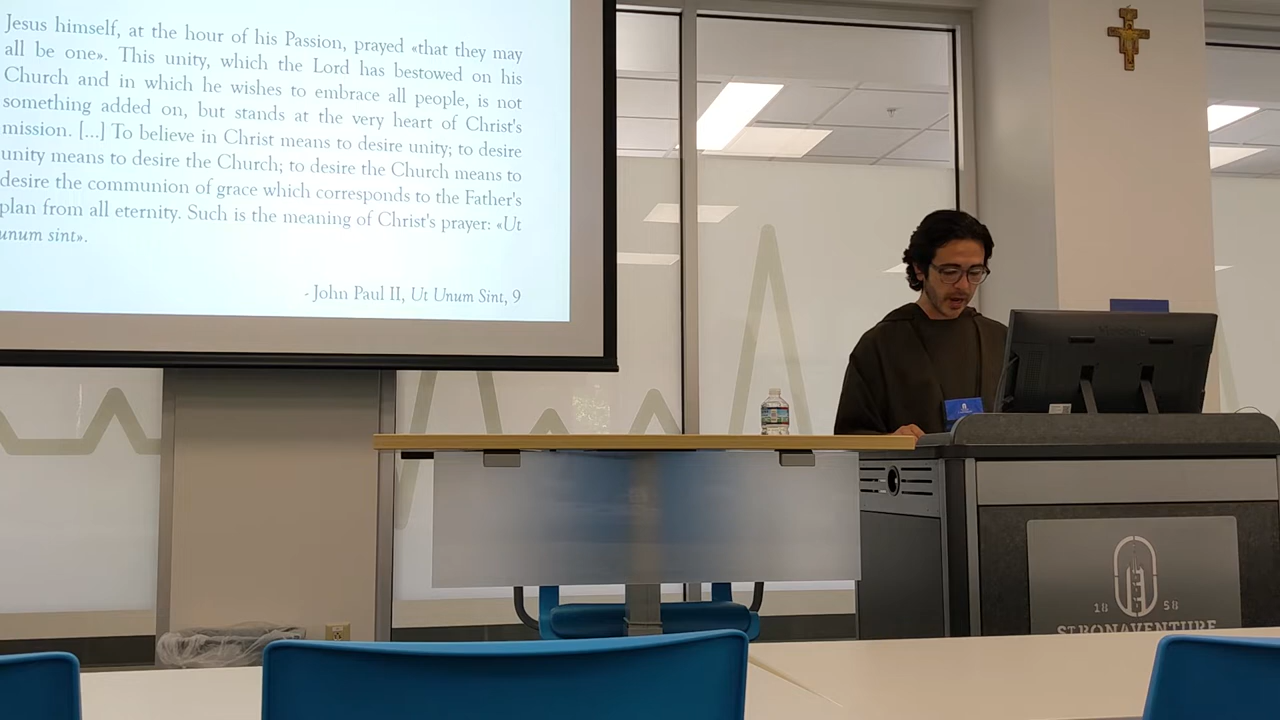 Jesus himself, at the hour of his Passion, prayed «that they may
all be one». This unity, which the Lord has bestowed on his
Church and in which he wishes to embrace all people, is not
something added on, but stands at the very heart of Christ's
mission. [...] To believe in Christ means to desire unity; to desire
unity means to desire the Church; to desire the Church means to
desire the communion of grace which corresponds to the Father's
plan from all eternity. Such is the meaning of Christ's prayer: «Ut
unum sint».
- John Paul II, Ut Unum Sint, 9
18 58
ST.BONAVENTURE